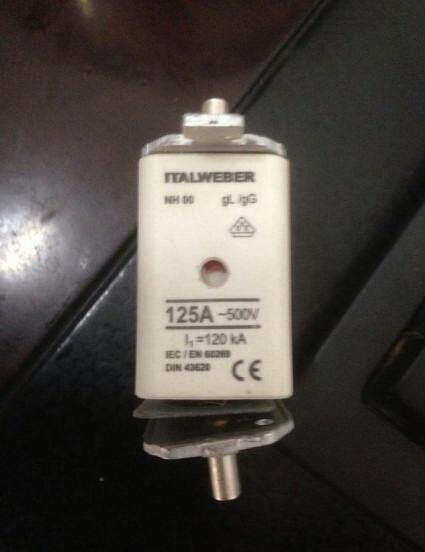 ITALWEBER
NH 00 gL/gG
125A ~500V
I₁=120 kA
IEC / EN 60269
DIN 43620
CE